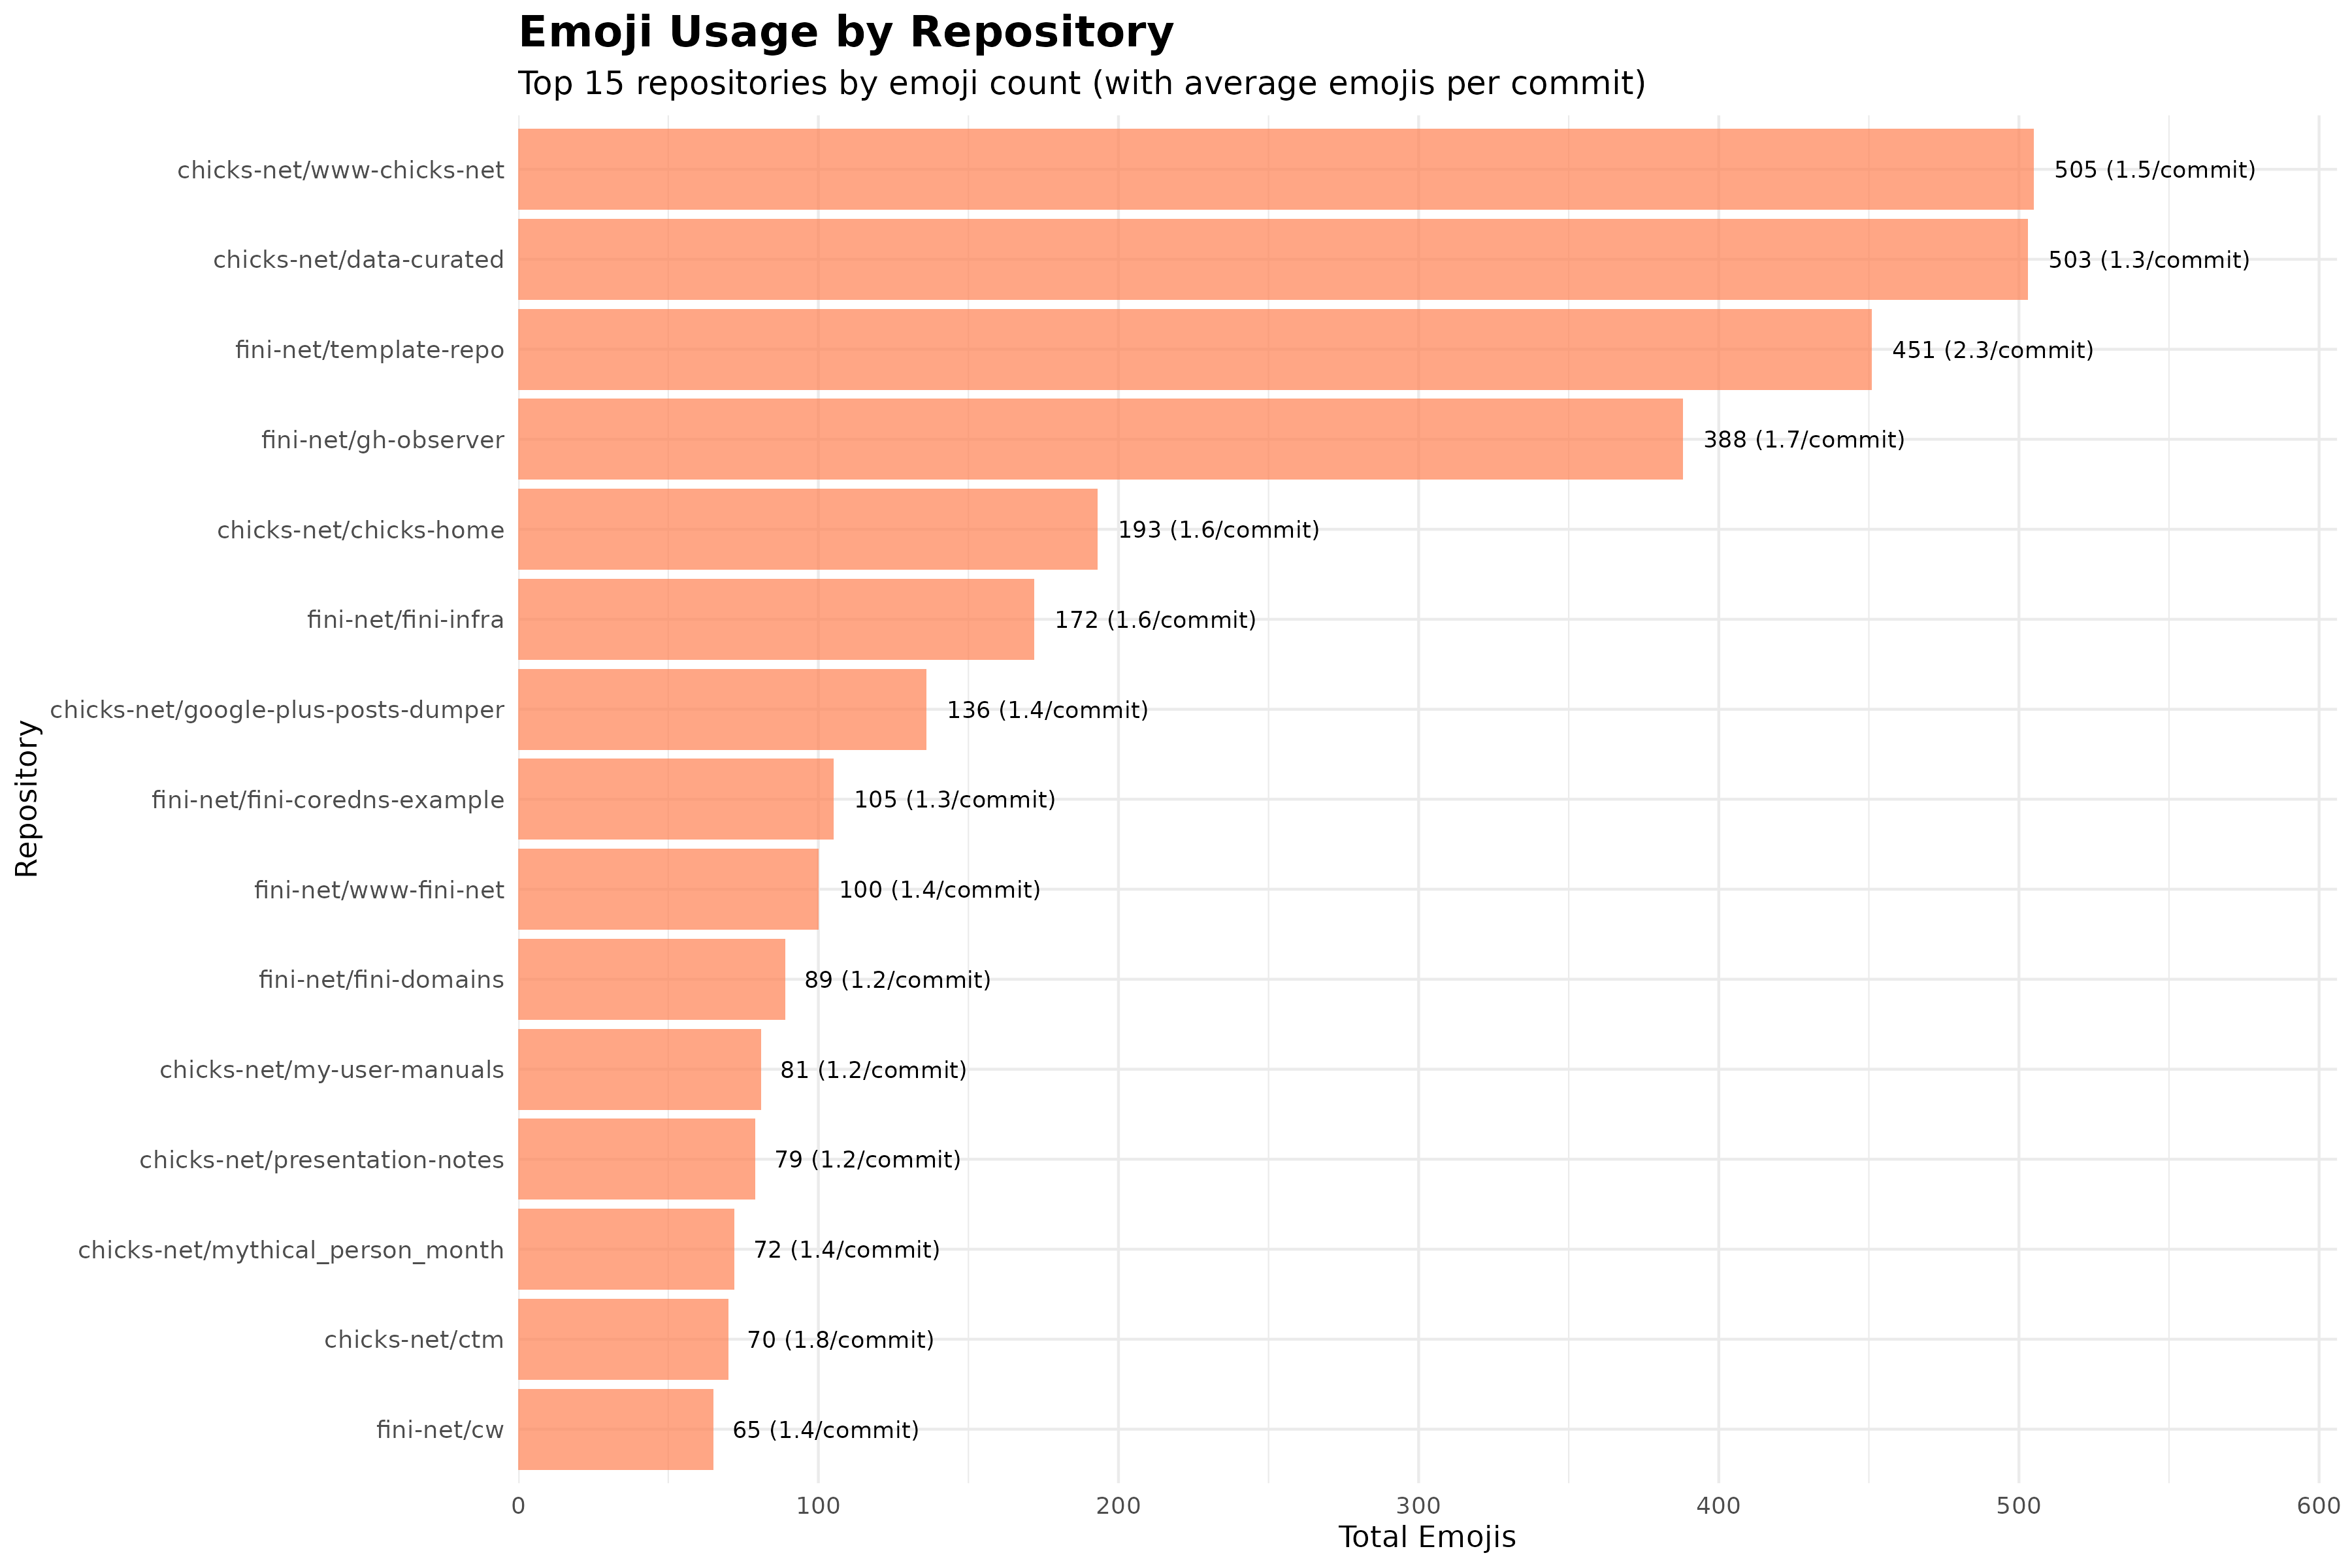 Emoji Usage by Repository
Top 15 repositories by emoji count (with average emojis per commit)
Repository
chicks-net/www-chicks-net 505 (1.5/commit)
chicks-net/data-curated 503 (1.3/commit)
fini-net/template-repo 451 (2.3/commit)
fini-net/gh-observer 388 (1.7/commit)
chicks-net/chicks-home 193 (1.6/commit)
fini-net/fini-infra 172 (1.6/commit)
chicks-net/google-plus-posts-dumper 136 (1.4/commit)
fini-net/fini-coredns-example 105 (1.3/commit)
fini-net/www-fini-net 100 (1.4/commit)
fini-net/fini-domains 89 (1.2/commit)
chicks-net/my-user-manuals 81 (1.2/commit)
chicks-net/presentation-notes 79 (1.2/commit)
chicks-net/mythical_person_month 72 (1.4/commit)
chicks-net/ctm 70 (1.8/commit)
fini-net/cw 65 (1.4/commit)
0 100 200 300 400 500 600
Total Emojis